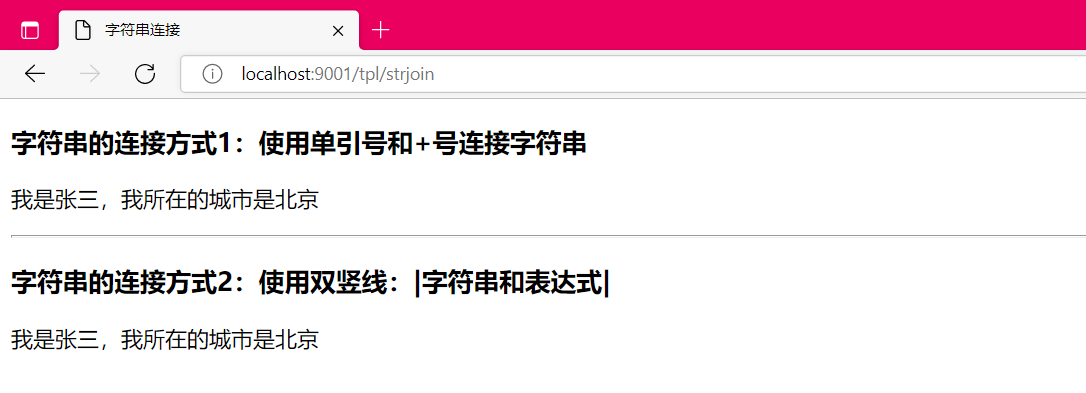 字符串连接
localhost:9001/tpl/strjoin
字符串的连接方式1：使用单引号和+号连接字符串
我是张三，我所在的城市是北京
字符串的连接方式2：使用双竖线：|字符串和表达式|
我是张三，我所在的城市是北京